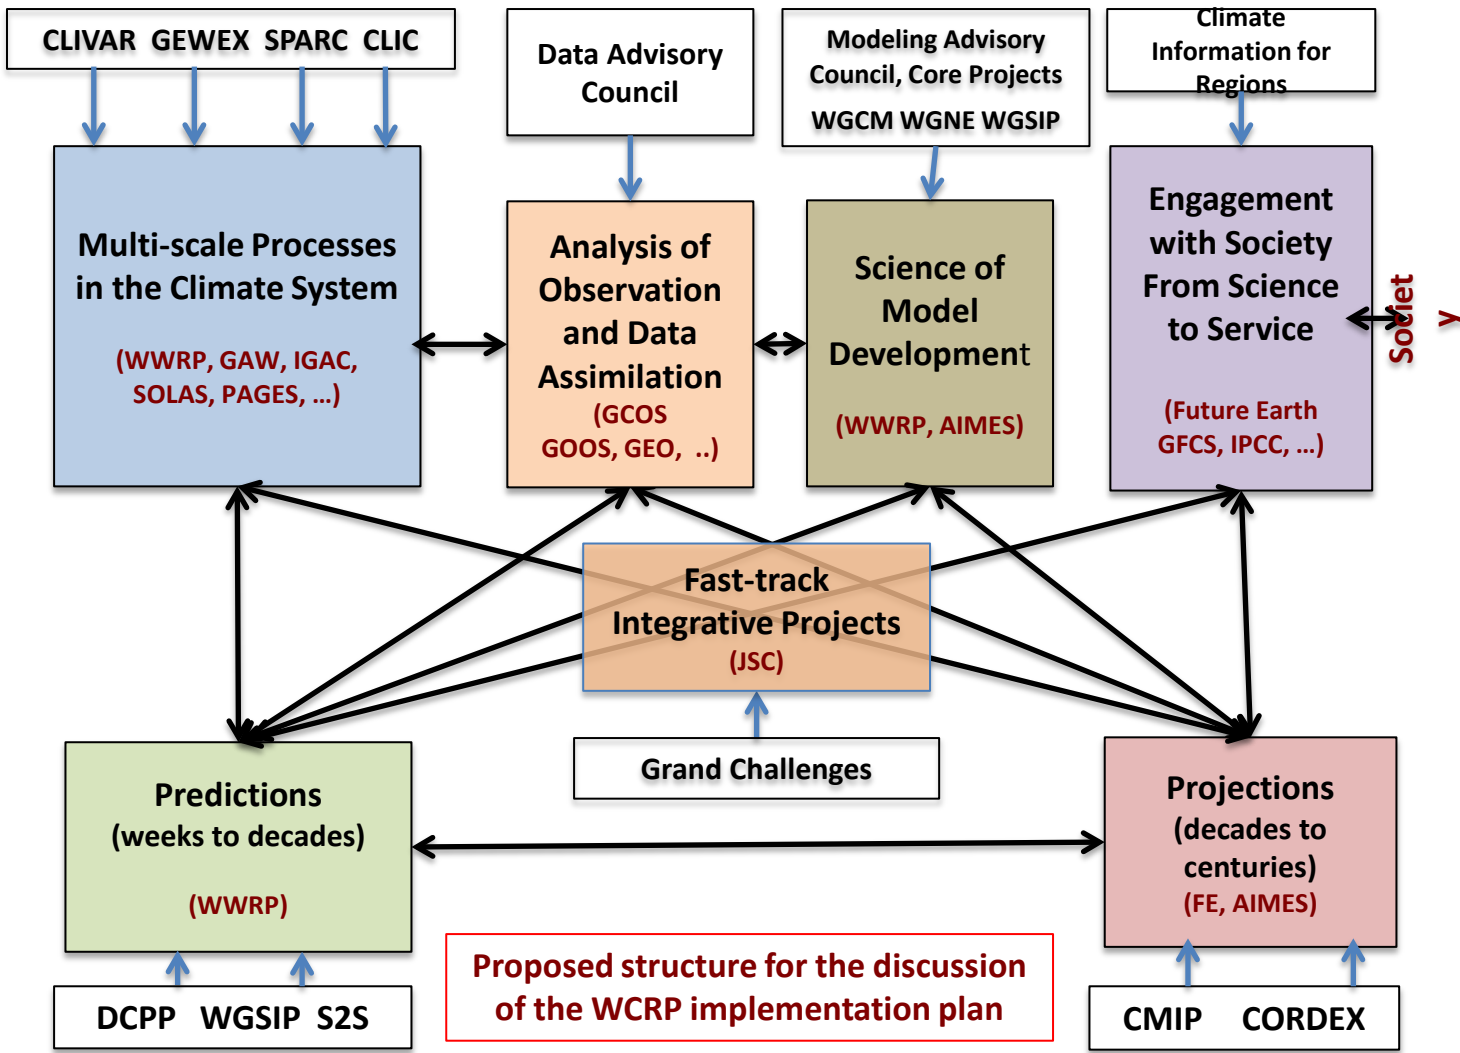 CLIVAR GEWEX SPARC CLIC
Data Advisory
Council
Modeling Advisory
Council, Core Projects
WGCM WGNE WGSIP
Climate
Information for
Regions
Multi-scale Processes
in the Climate System
(WWRP, GAW, IGAC,
SOLAS, PAGES, ...)
Analysis of
Observation
and Data
Assimilation
(GCOS
GOOS, GEO, ..)
Science of
Model
Development
(WWRP, AIMES)
Engagement
with Society
From Science
to Service
(Future Earth
GFCS, IPCC, ...)
Societ
y
Fast-track
Integrative Projects
(JSC)
Grand Challenges
Predictions
(weeks to decades)
(WWRP)
Projections
(decades to
centuries)
(FE, AIMES)
Proposed structure for the discussion
of the WCRP implementation plan
DCPP WGSIP S2S
CMIP CORDEX